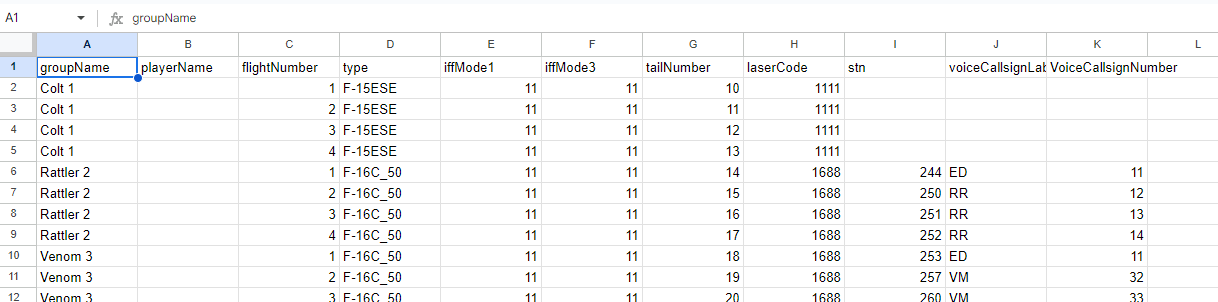 A1 fx groupName
A B C D E F G H I J K L
1 groupName playerName flightNumber type iffMode1 iffMode3 tailNumber laserCode stn voiceCallsignLab VoiceCallsignNumber
2 Colt 1 1 F-15ESE 11 11 10 1111
3 Colt 1 2 F-15ESE 11 11 11 1111
4 Colt 1 3 F-15ESE 11 11 12 1111
5 Colt 1 4 F-15ESE 11 11 13 1111
6 Rattler 2 1 F-16C_50 11 11 14 1688 244 ED 11
7 Rattler 2 2 F-16C_50 11 11 15 1688 250 RR 12
8 Rattler 2 3 F-16C_50 11 11 16 1688 251 RR 13
9 Rattler 2 4 F-16C_50 11 11 17 1688 252 RR 14
10 Venom 3 1 F-16C_50 11 11 18 1688 253 ED 11
11 Venom 3 2 F-16C_50 11 11 19 1688 257 VM 32
12 Venom 3 3 F-16C_50 11 11 20 1688 260 VM 33